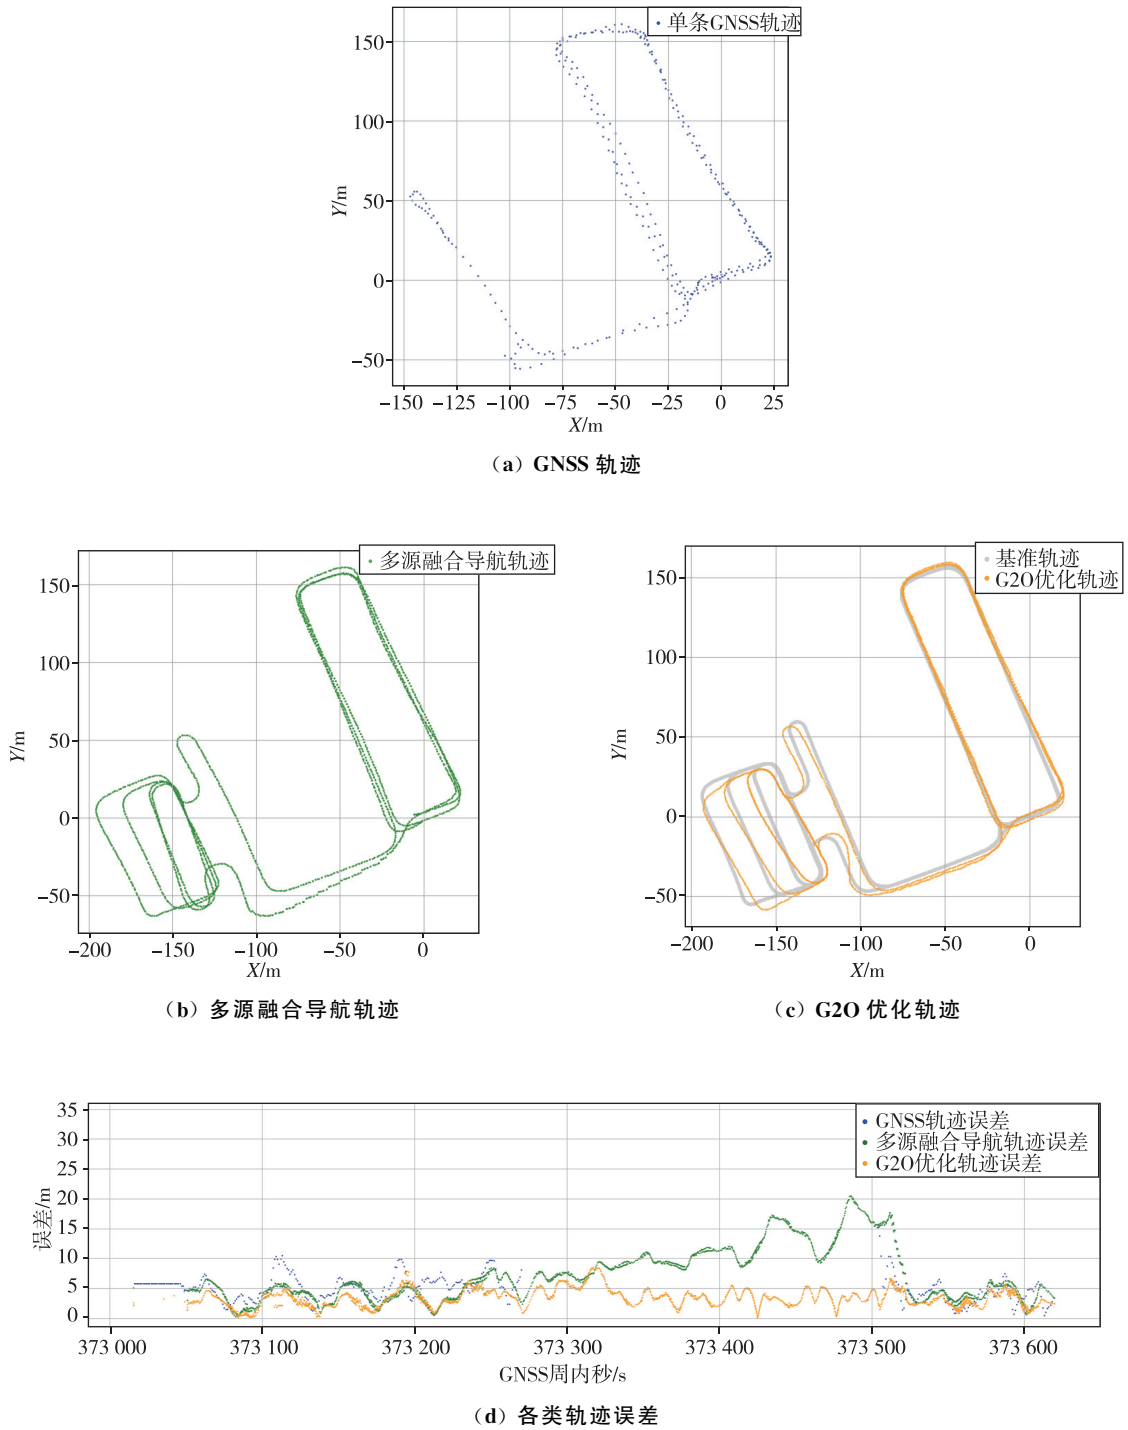 单条GNSS轨迹
150
100
50
0
−50
Y/m
−150 −125 −100 −75 −50 −25 0 25
X/m
（a）GNSS 轨迹
多源融合导航轨迹
150
100
50
0
−50
Y/m
−200 −150 −100 −50 0
X/m
（b）多源融合导航轨迹
基准轨迹
G2O优化轨迹
150
100
50
0
−50
Y/m
−200 −150 −100 −50 0
X/m
（c）G2O 优化轨迹
GNSS轨迹误差
多源融合导航轨迹误差
G2O优化轨迹误差
35
30
25
20
15
10
5
0
误差/m
373 000 373 100 373 200 373 300 373 400 373 500 373 600
GNSS周内秒/s
（d）各类轨迹误差